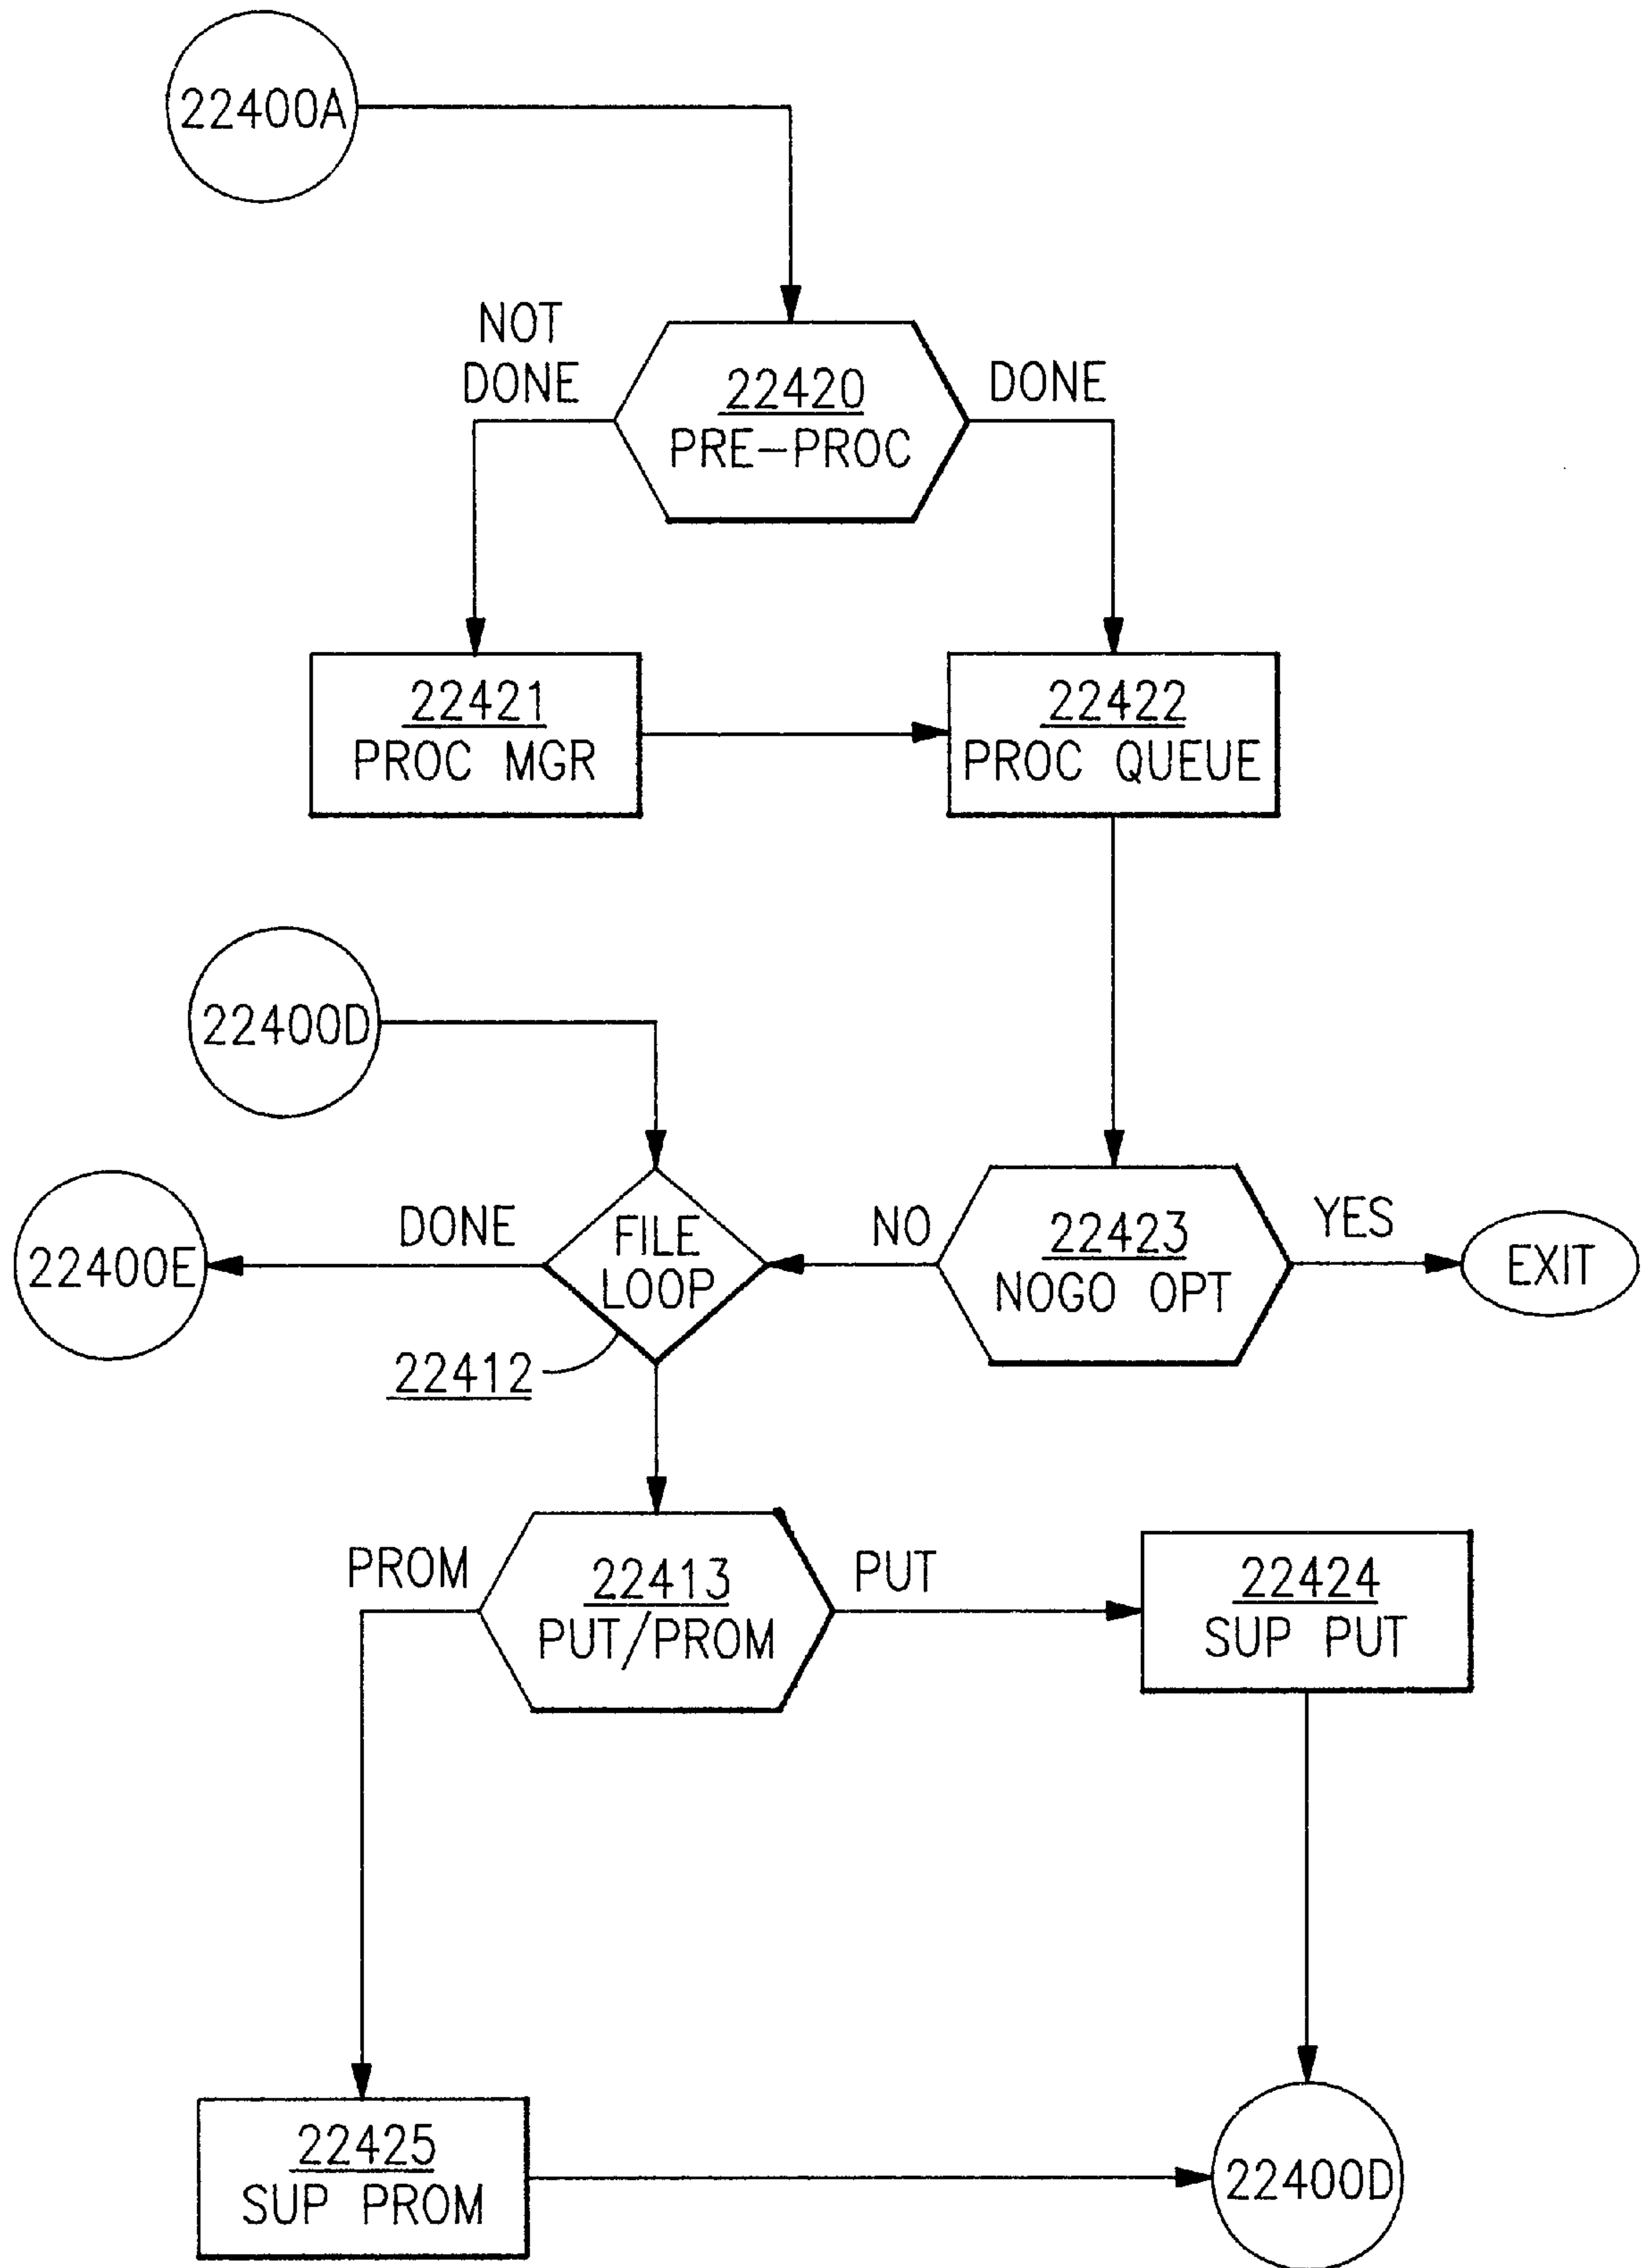 22400A
NOT
DONE
22420
PRE-PROC
DONE
22421
PROC MGR
22422
PROC QUEUE
22400D
22400E
DONE
FILE
LOOP
22412
NO
22423
NOGO OPT
YES
EXIT
PROM
22413
PUT/PROM
PUT
22424
SUP PUT
22425
SUP PROM
22400D